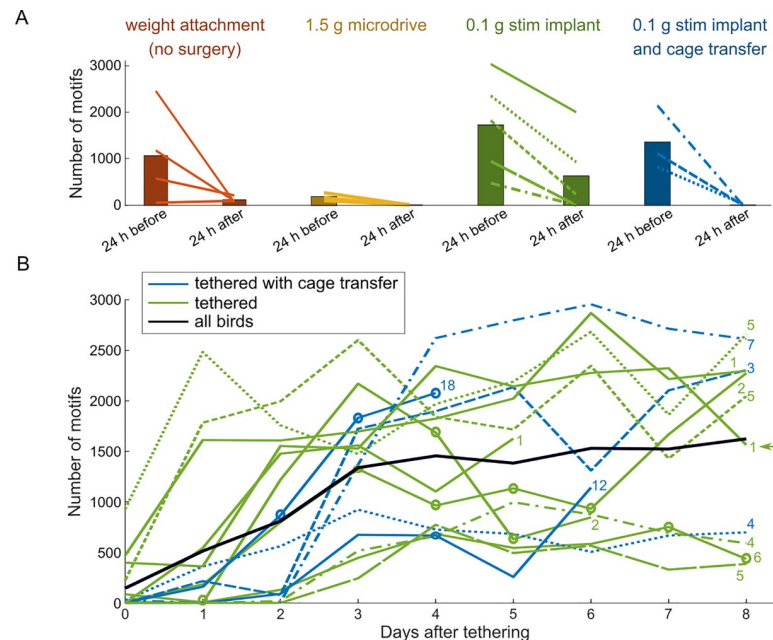 A
weight attachment
(no surgery)
1.5 g microdrive
0.1 g stim implant
0.1 g stim implant
and cage transfer
Number of motifs
3000
2000
1000
0
24 h before
24 h after
24 h before
24 h after
24 h before
24 h after
24 h before
24 h after
B
tethered with cage transfer
tethered
all birds
Number of motifs
3000
2500
2000
1500
1000
500
0
5
7
1
3
2
5
1
18
1
12
2
4
4
6
5
0
1
2
3
4
5
6
7
8
Days after tethering